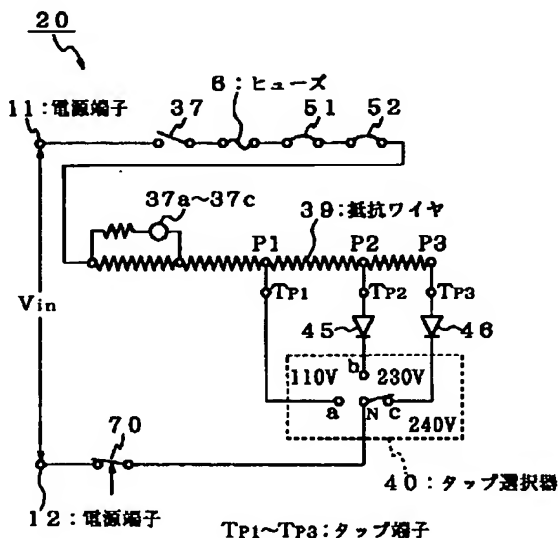 20
11:電源端子
37
6:ヒューズ
51
52
37a~37c
39:抵抗ワイヤ
P1
P2
P3
TP1
TP2
TP3
45
46
Vin
110V
b
230V
a
N
c
240V
70
40:タップ選択器
12:電源端子
TP1~TP3:タップ端子